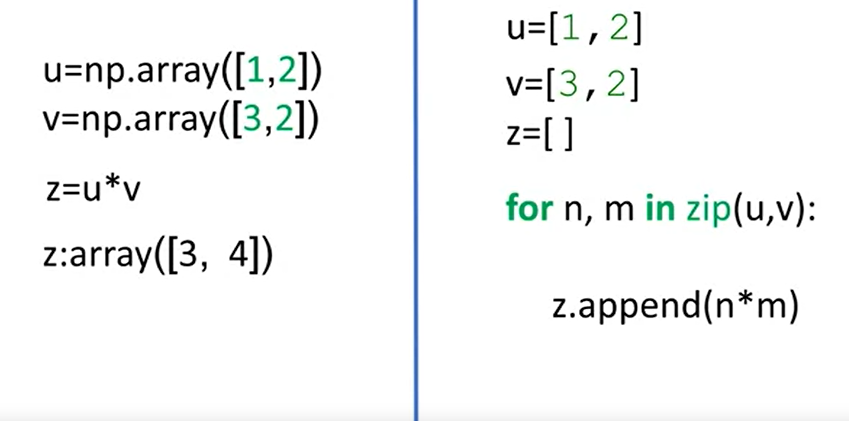 u=np.array([1,2])
v=np.array([3,2])
z=u*v
z:array([3, 4])
u=[1,2]
v=[3,2]
z=[ ]
for n, m in zip(u,v):
z.append(n*m)